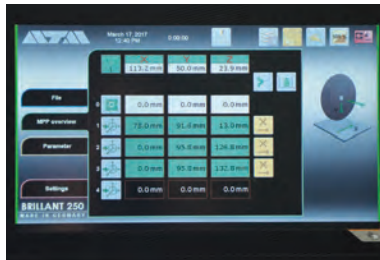 ATM
March 17, 2017
12:40 PM
0:00:00
X Y Z
113.2 mm 50.0 mm 23.9 mm
File
0 0.0 mm 0.0 mm 0.0 mm
MPP overview
1 73.0 mm 91.6 mm 13.0 mm
Parameter
2 0.0 mm 95.8 mm 126.8 mm
3 0.0 mm 95.8 mm 132.8 mm
Settings
4 0.0 mm 0.0 mm 0.0 mm
BRILLANT 250
MADE IN GERMANY